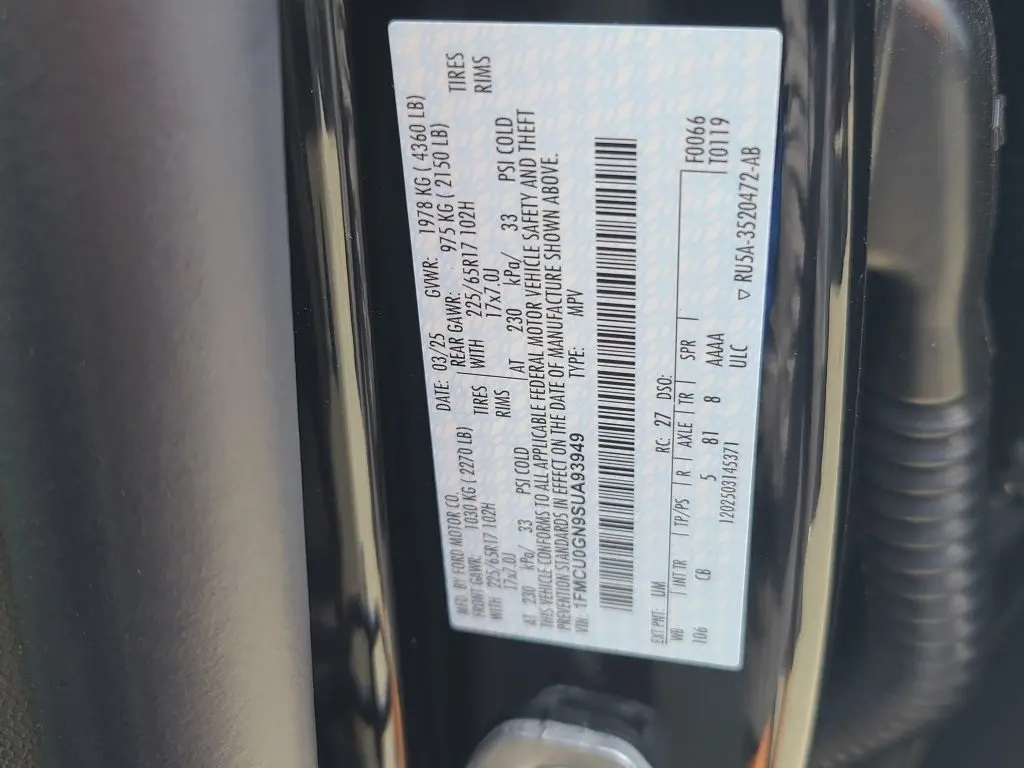 MFD. BY FORD MOTOR CO. DATE: 03/25 GVWR: 1978 KG ( 4360 LB)
FRONT GAWR: 1030 KG ( 2270 LB) REAR GAWR: 975 KG ( 2150 LB)
WITH 225/65R17 102H TIRES WITH 225/65R17 102H TIRES
17x7.0J RIMS 17x7.0J RIMS
AT 230 kPa/ 33 PSI COLD AT 230 kPa/ 33 PSI COLD
THIS VEHICLE CONFORMS TO ALL APPLICABLE FEDERAL MOTOR VEHICLE SAFETY AND THEFT
PREVENTION STANDARDS IN EFFECT ON THE DATE OF MANUFACTURE SHOWN ABOVE.
VIN: 1FMCU0GN9SUA93949 TYPE: MPV
EXT PNT: UM RC: 27 DSO:
WB INT TR TP/PS R AXLE TR SPR F0066
106 CB 5 81 8 AAAA T0119
120250314537I ULC
▽ RU5A-3520472-AB